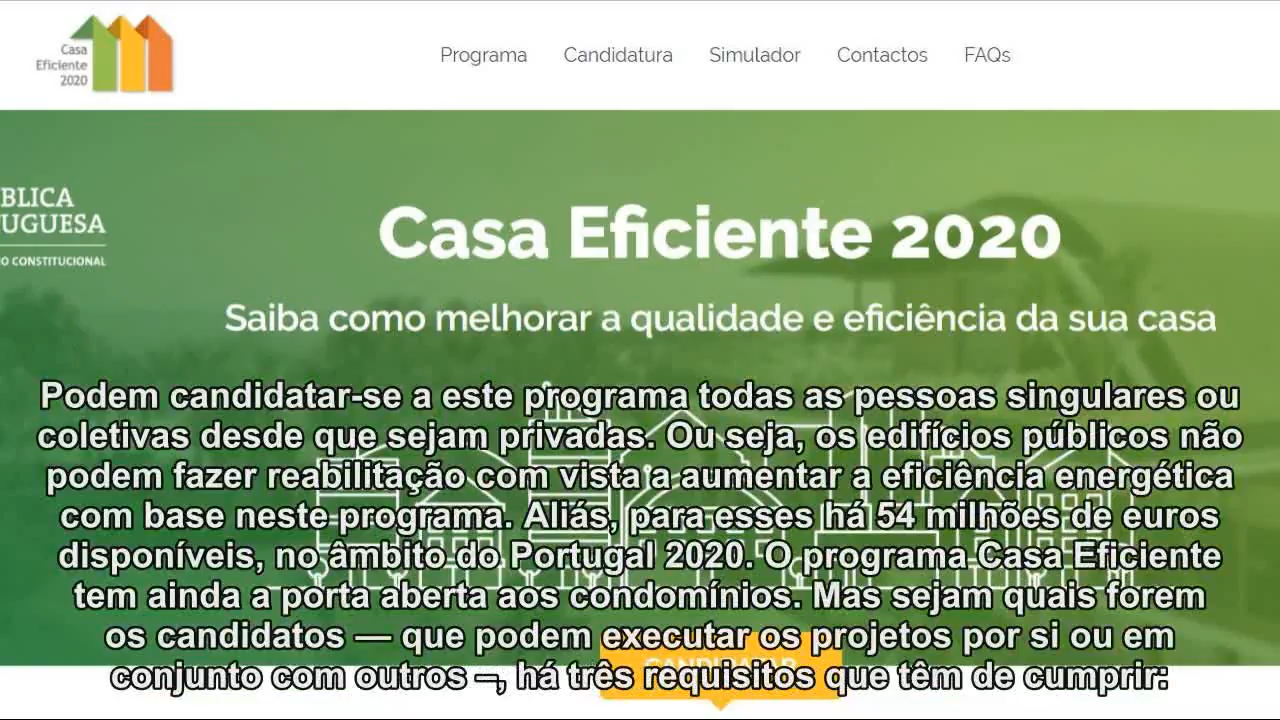 Casa
Eficiente
2020
Programa Candidatura Simulador Contactos FAQs
BLICA
UGUESA
O CONSTITUCIONAL
Casa Eficiente 2020
Saiba como melhorar a qualidade e eficiência da sua casa
Podem candidatar-se a este programa todas as pessoas singulares ou
coletivas desde que sejam privadas. Ou seja, os edifícios públicos não
podem fazer reabilitação com vista a aumentar a eficiência energética
com base neste programa. Aliás, para esses há 54 milhões de euros
disponíveis, no âmbito do Portugal 2020. O programa Casa Eficiente
tem ainda a porta aberta aos condomínios. Mas sejam quais forem
os candidatos — que podem executar os projetos por si ou em
conjunto com outros –, há três requisitos que têm de cumprir: